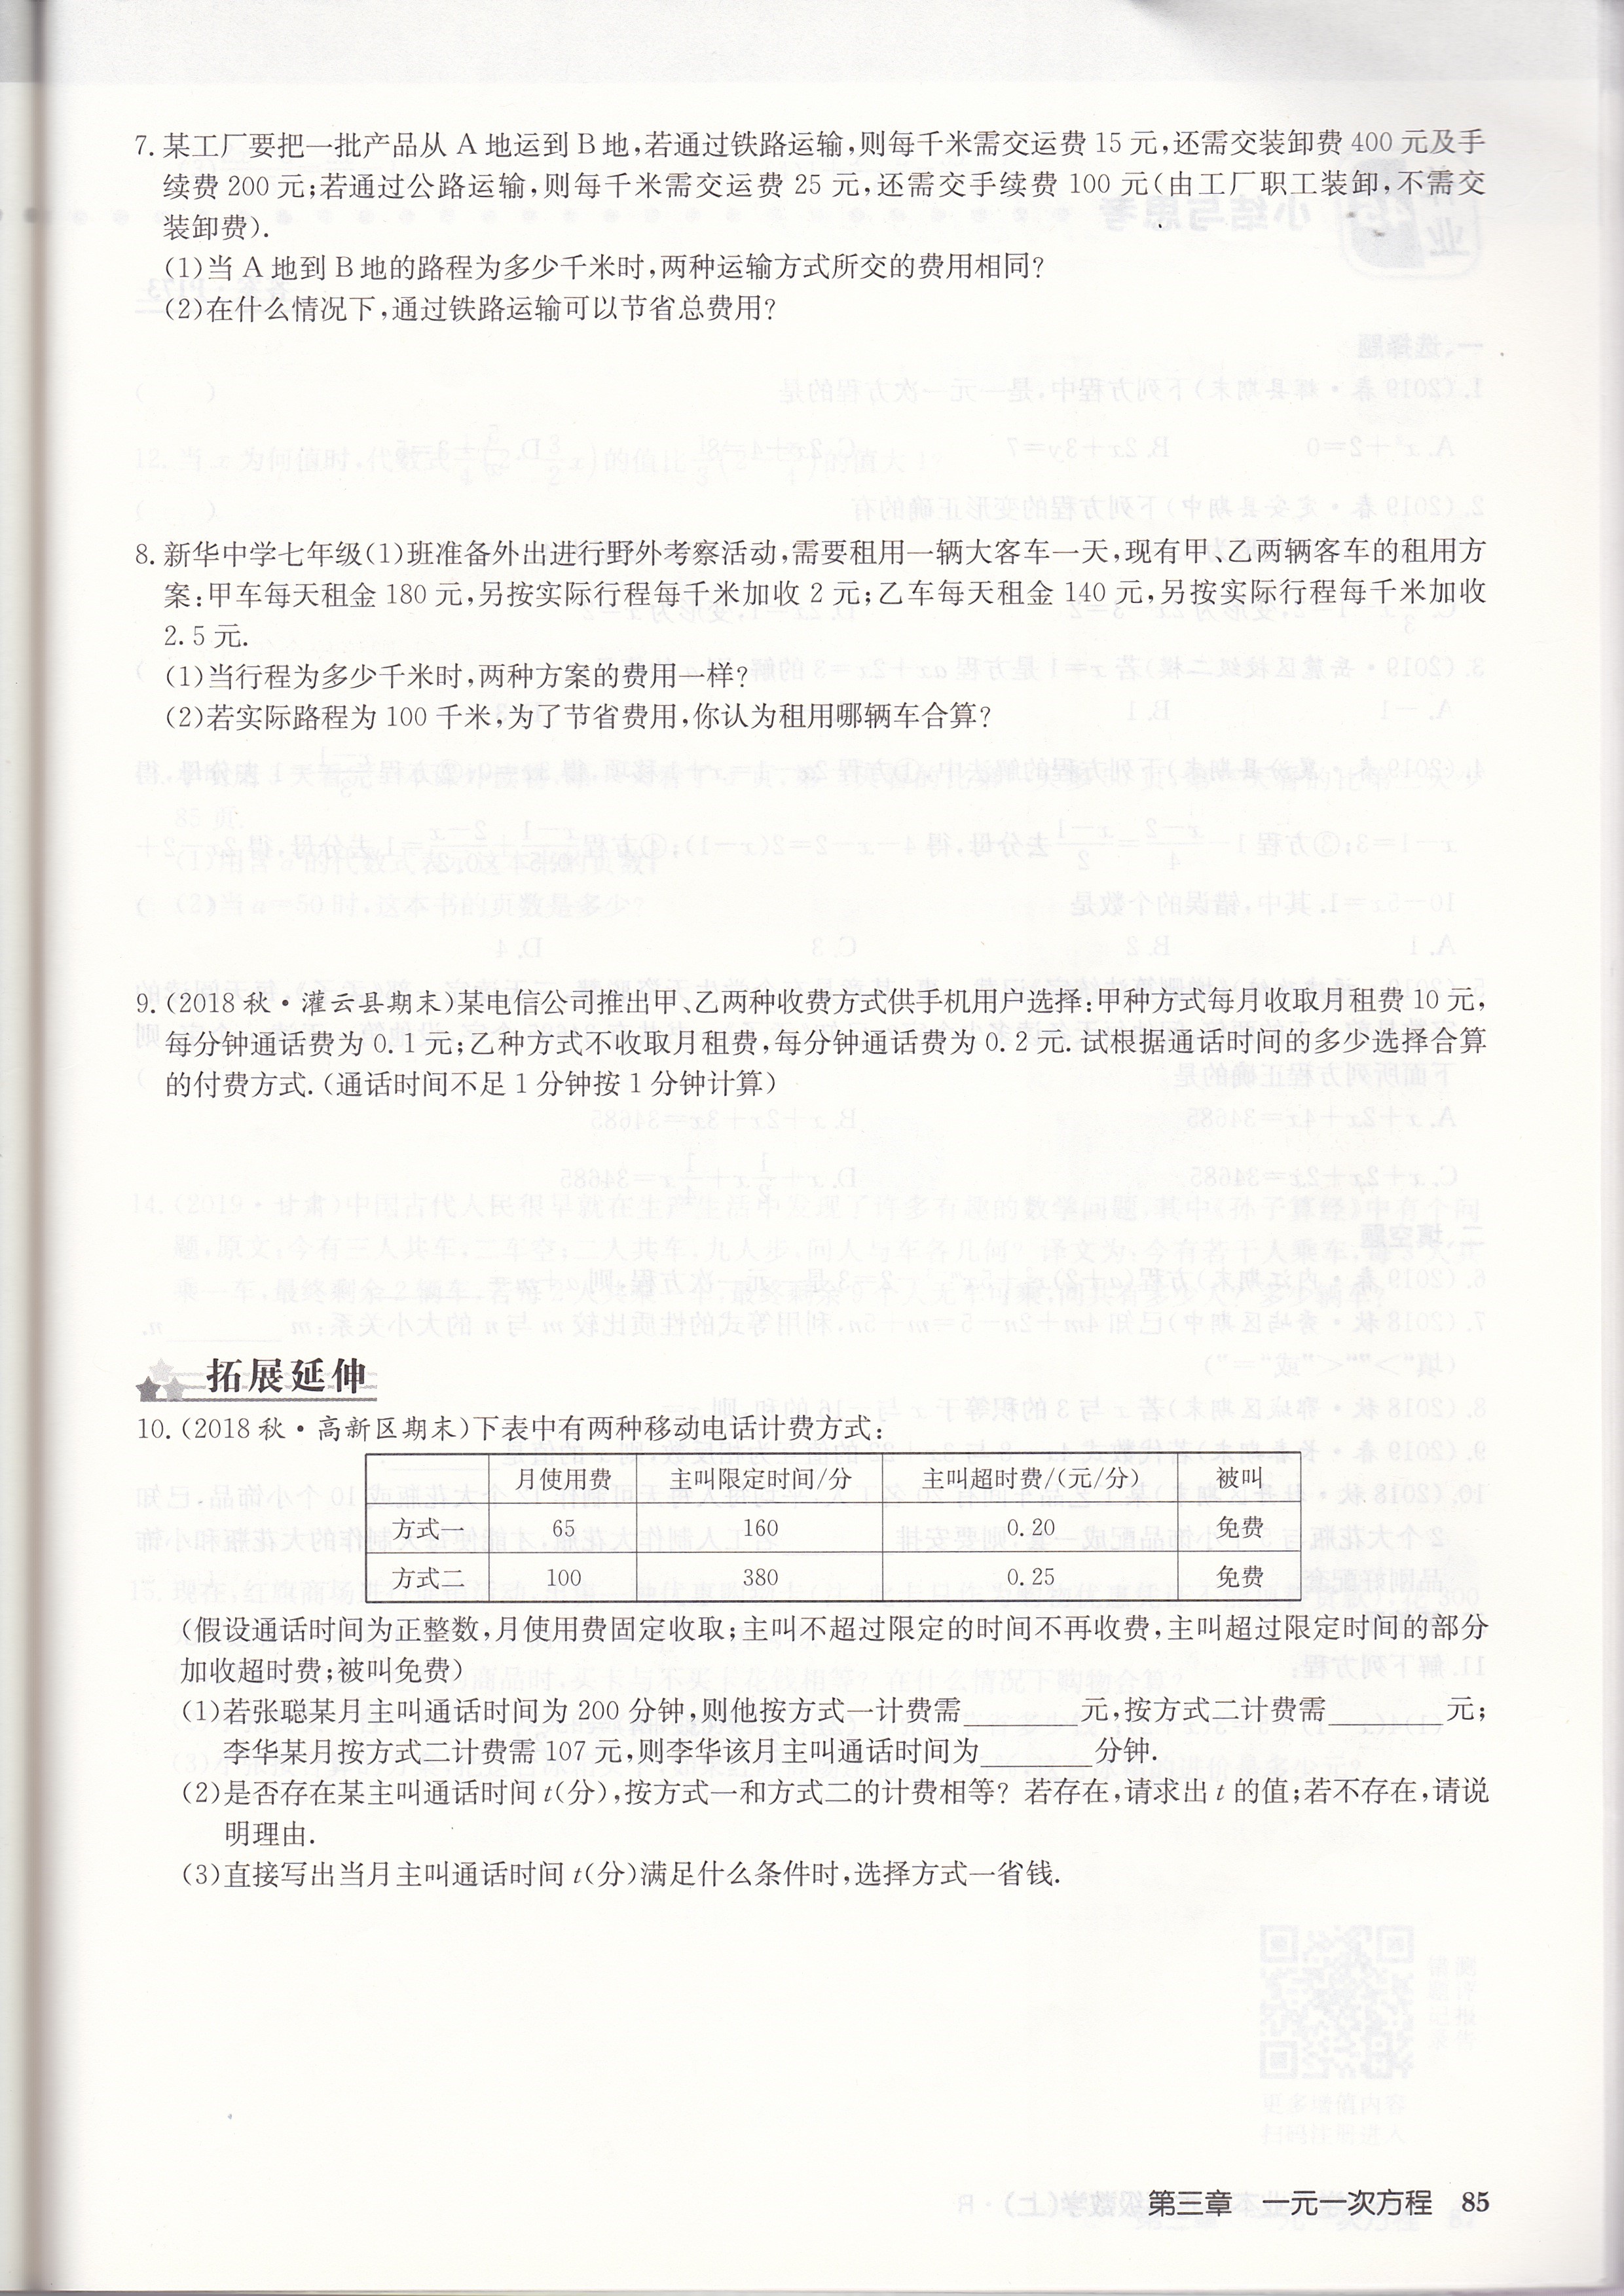 7. 某工厂要把一批产品从 A 地运到 B 地,若通过铁路运输,则每千米需交运费 15 元,还需交装卸费 400 元及手
续费 200 元;若通过公路运输,则每千米需交运费 25 元,还需交手续费 100 元(由工厂职工装卸,不需交
装卸费).
(1)当 A 地到 B 地的路程为多少千米时,两种运输方式所交的费用相同?
(2)在什么情况下,通过铁路运输可以节省总费用?
8. 新华中学七年级(1)班准备外出进行野外考察活动,需要租用一辆大客车一天,现有甲、乙两辆客车的租用方
案:甲车每天租金 180 元,另按实际行程每千米加收 2 元;乙车每天租金 140 元,另按实际行程每千米加收
2.5 元.
(1)当行程为多少千米时,两种方案的费用一样?
(2)若实际路程为 100 千米,为了节省费用,你认为租用哪辆车合算?
9. (2018 秋·灌云县期末)某电信公司推出甲、乙两种收费方式供手机用户选择:甲种方式每月收取月租费 10 元,
每分钟通话费为 0.1 元;乙种方式不收取月租费,每分钟通话费为 0.2 元. 试根据通话时间的多少选择合算
的付费方式.(通话时间不足 1 分钟按 1 分钟计算)
拓展延伸
10. (2018 秋·高新区期末)下表中有两种移动电话计费方式:
月使用费 主叫限定时间/分 主叫超时费/(元/分) 被叫
方式一 65 160 0.20 免费
方式二 100 380 0.25 免费
(假设通话时间为正整数,月使用费固定收取;主叫不超过限定的时间不再收费,主叫超过限定时间的部分
加收超时费;被叫免费)
(1)若张聪某月主叫通话时间为 200 分钟,则他按方式一计费需________元,按方式二计费需________元;
李华某月按方式二计费需 107 元,则李华该月主叫通话时间为________分钟.
(2)是否存在某主叫通话时间 t(分),按方式一和方式二的计费相等? 若存在,请求出 t 的值;若不存在,请说
明理由.
(3)直接写出当月主叫通话时间 t(分)满足什么条件时,选择方式一省钱.
第三章 一元一次方程 85